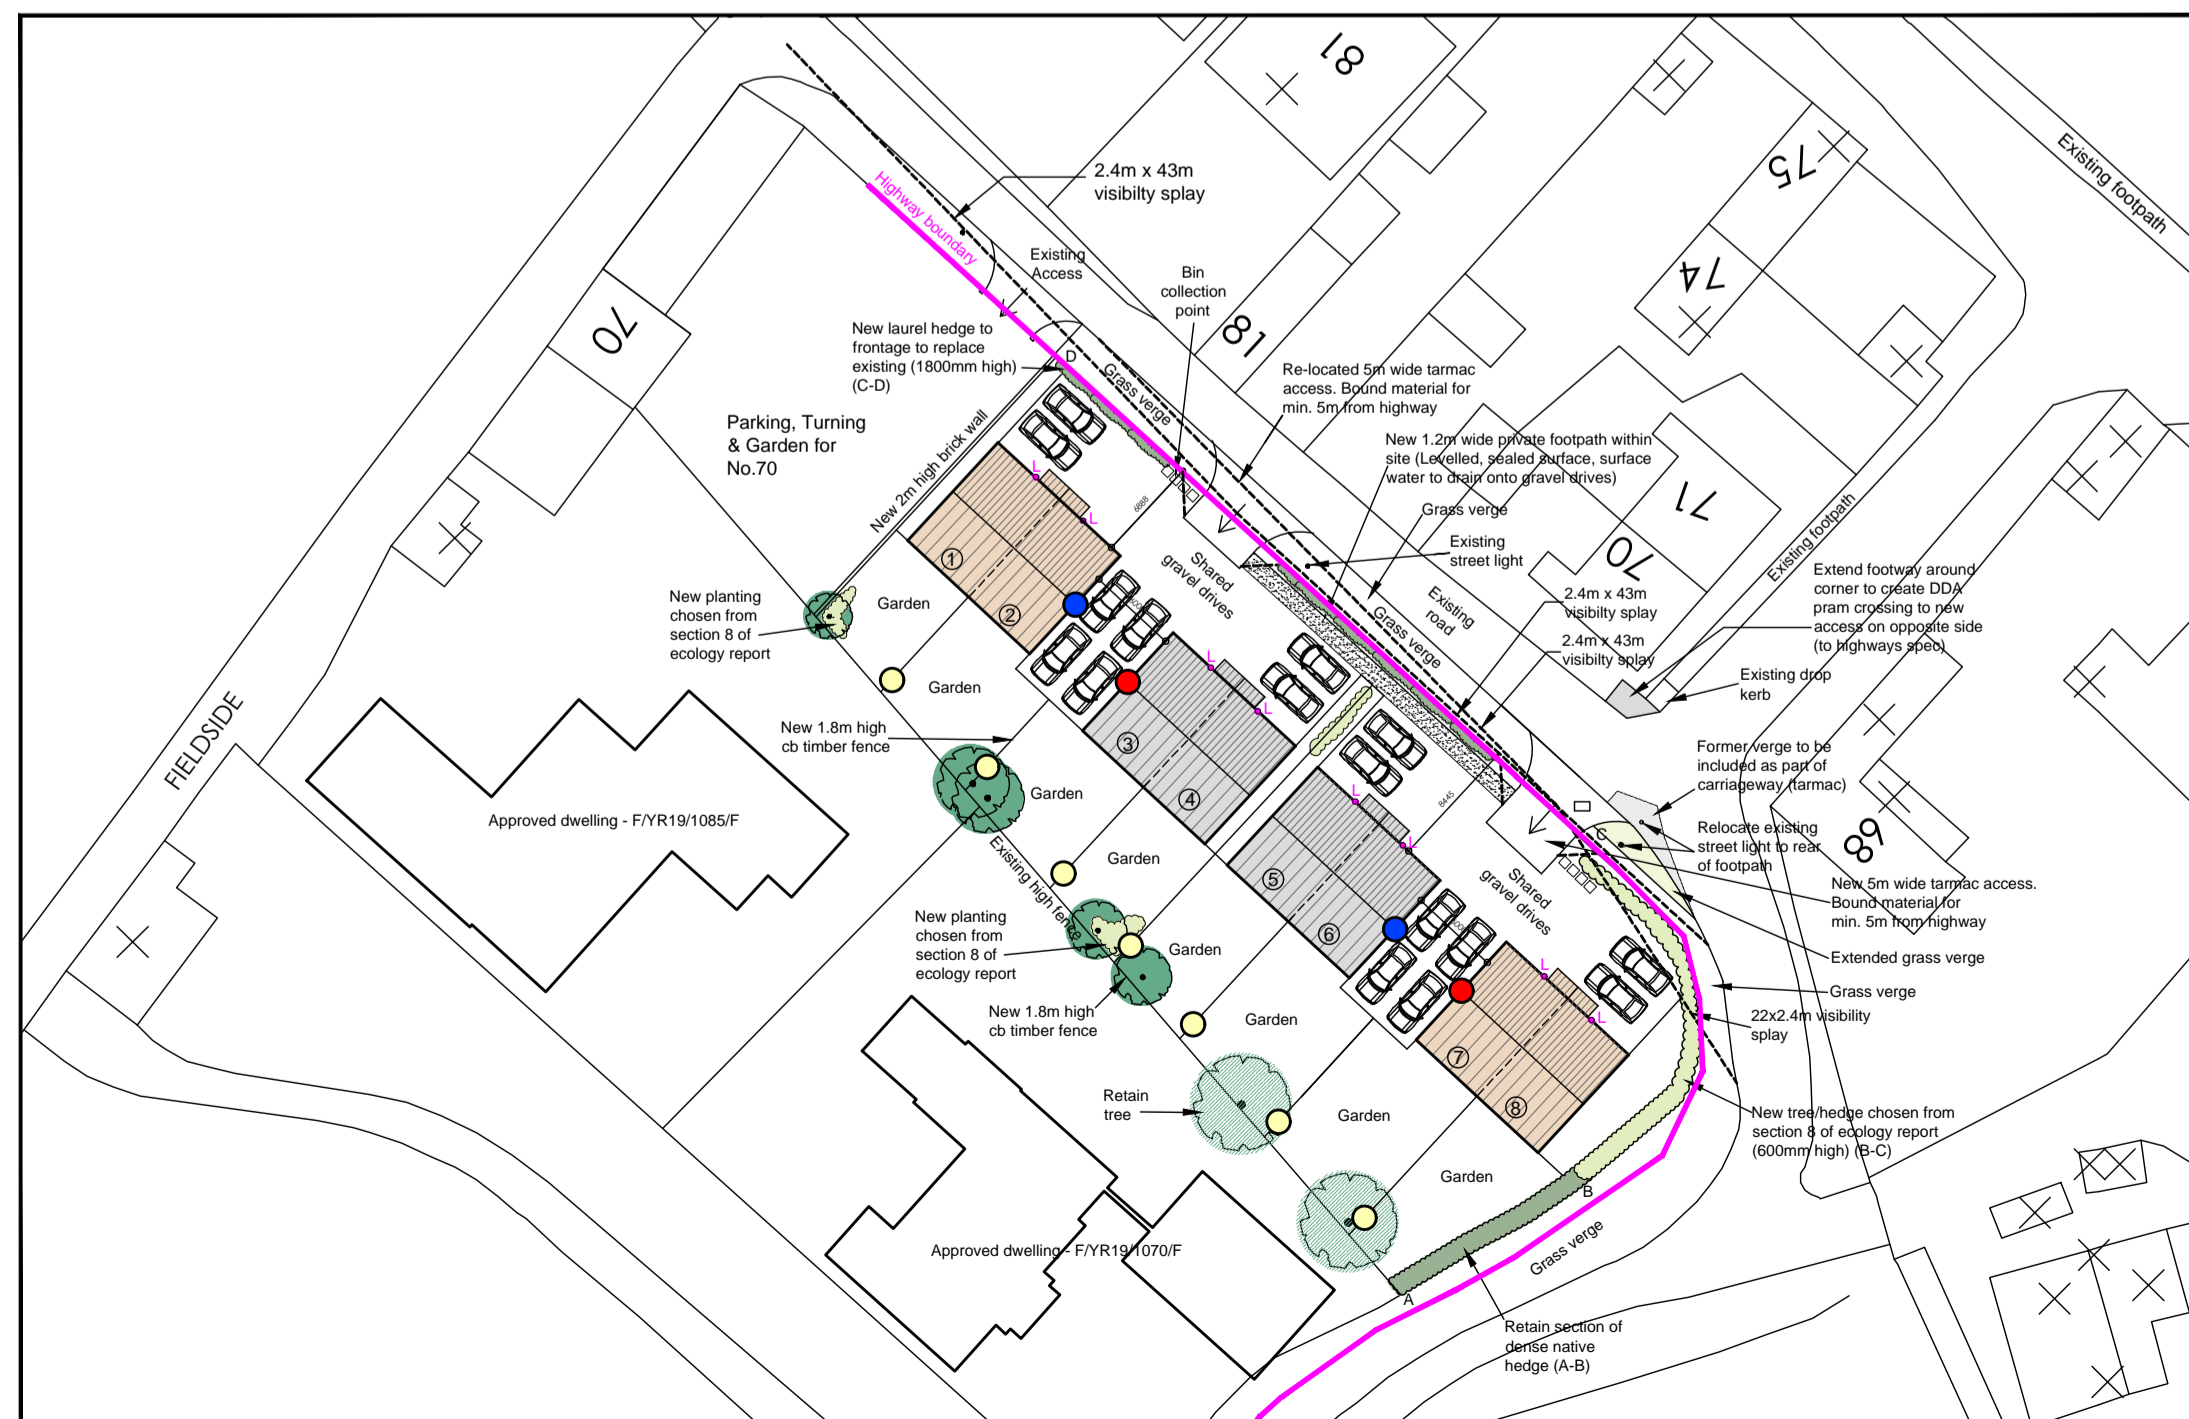 81
75
Existing footpath
2.4m x 43m
visibilty splay
Highway boundary
Existing
Access
Bin
collection
point
74
70
81
New laurel hedge to
frontage to replace
existing (1800mm high)
(C-D)
D
Grass verge
Re-located 5m wide tarmac
access. Bound material for
min. 5m from highway
Parking, Turning
& Garden for
No.70
New 2m high brick wall
New 1.2m wide private footpath within
site (Levelled, sealed surface, surface
water to drain onto gravel drives)
L
L
6888
71
Grass verge
Existing footpath
Existing
street light
70
1
2
Shared
gravel drives
Extend footway around
corner to create DDA
pram crossing to new
access on opposite side
(to highways spec)
New planting
chosen from
section 8 of
ecology report
Garden
Existing
road
2.4m x 43m
visibilty splay
Grass verge
2.4m x 43m
visibilty splay
Garden
L
L
Existing drop
kerb
FIELDSIDE
New 1.8m high
cb timber fence
3
4
Former verge to be
included as part of
carriageway (tarmac)
Garden
L
L
8445
C
Relocate existing
street light to rear
of footpath
68
Approved dwelling - F/YR19/1085/F
Existing high fence
Garden
5
6
Shared
gravel drives
New 5m wide tarmac access.
Bound material for
min. 5m from highway
New planting
chosen from
section 8 of
ecology report
Garden
Extended grass verge
L
L
Grass verge
New 1.8m high
cb timber fence
Garden
22x2.4m visibility
splay
7
8
Retain
tree
Garden
New tree/hedge chosen from
section 8 of ecology report
(600mm high) (B-C)
Garden
B
Approved dwelling - F/YR19/1070/F
Grass verge
A
Retain section of
dense native
hedge (A-B)